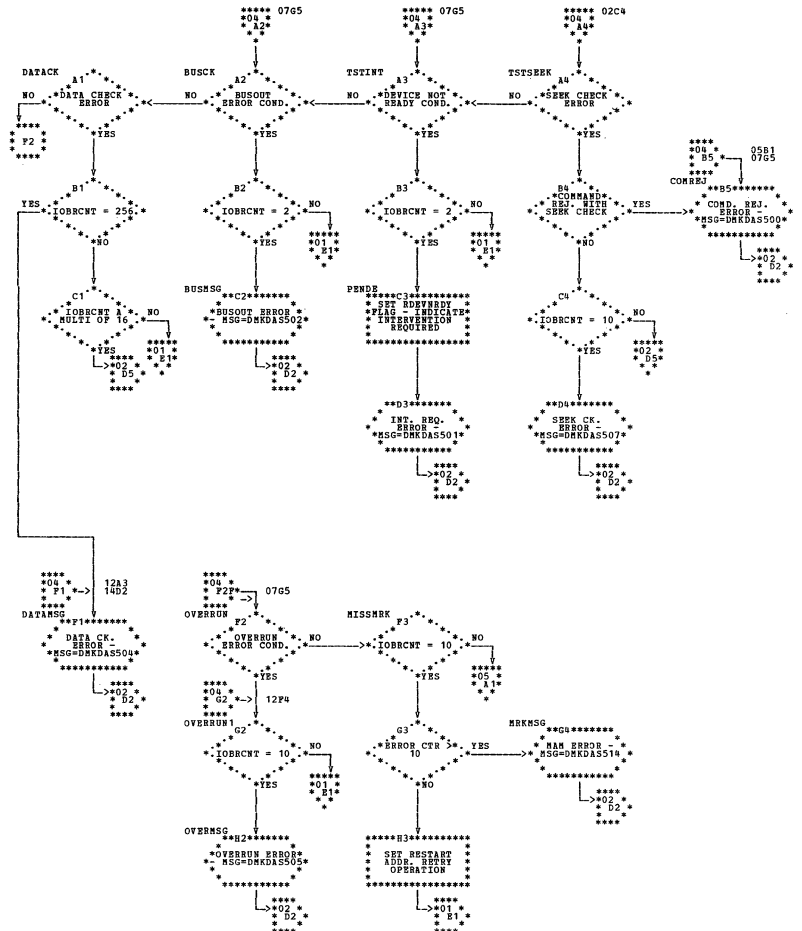 *04 A2* 07G5
*04 A3* 07G5
*04 A4* 02C4
DATACK A1
DATA CHECK
ERROR
NO
YES
F2
BUSCK A2
BUSOUT
ERROR COND.
NO
YES
TSTINT A3
DEVICE NOT
READY COND.
NO
YES
TSTSEEK A4
SEEK CHECK
ERROR
NO
YES
*04 B5*
05B1
07G5
B1
IOBRCNT = 256.
YES
NO
B2
IOBRCNT = 2
NO
YES
*01 E1*
B3
IOBRCNT = 2
NO
YES
*01 E1*
B4
COMMAND
REJ. WITH
SEEK CHECK
YES
NO
COMREJ
B5
COMD. REJ.
ERROR -
MSG=DMKDAS500
*02 D2*
C1
IOBRCNT A
MULTI OF 16
NO
YES
*01 E1*
*02 D5*
BUSMSG C2
BUSOUT ERROR
- MSG=DMKDAS502
*02 D2*
PENDE C3
SET RDEVNRDY
FLAG - INDICATE
INTERVENTION
REQUIRED
C4
IOBRCNT = 10
NO
YES
*02 D5*
D3
INT. REQ.
ERROR -
MSG=DMKDAS501
*02 D2*
D4
SEEK CK.
ERROR -
MSG=DMKDAS507
*02 D2*
*04 F1*
12A3
14D2
DATAMSG F1
DATA CK.
ERROR -
MSG=DMKDAS504
*02 D2*
*04 F2F* 07G5
OVERRUN F2
OVERRUN
ERROR COND.
NO
YES
MISSMRK F3
IOBRCNT = 10
NO
YES
*05 A1*
*04 G2* 12F4
OVERRUN1 G2
IOBRCNT = 10
NO
YES
*01 E1*
G3
ERROR CTR >
10
YES
NO
MRKMSG G4
MAM ERROR -
MSG=DMKDAS514
*02 D2*
OVERMSG H2
OVERRUN ERROR
- MSG=DMKDAS505
*02 D2*
H3
SET RESTART
ADDR. RETRY
OPERATION
*01 E1*